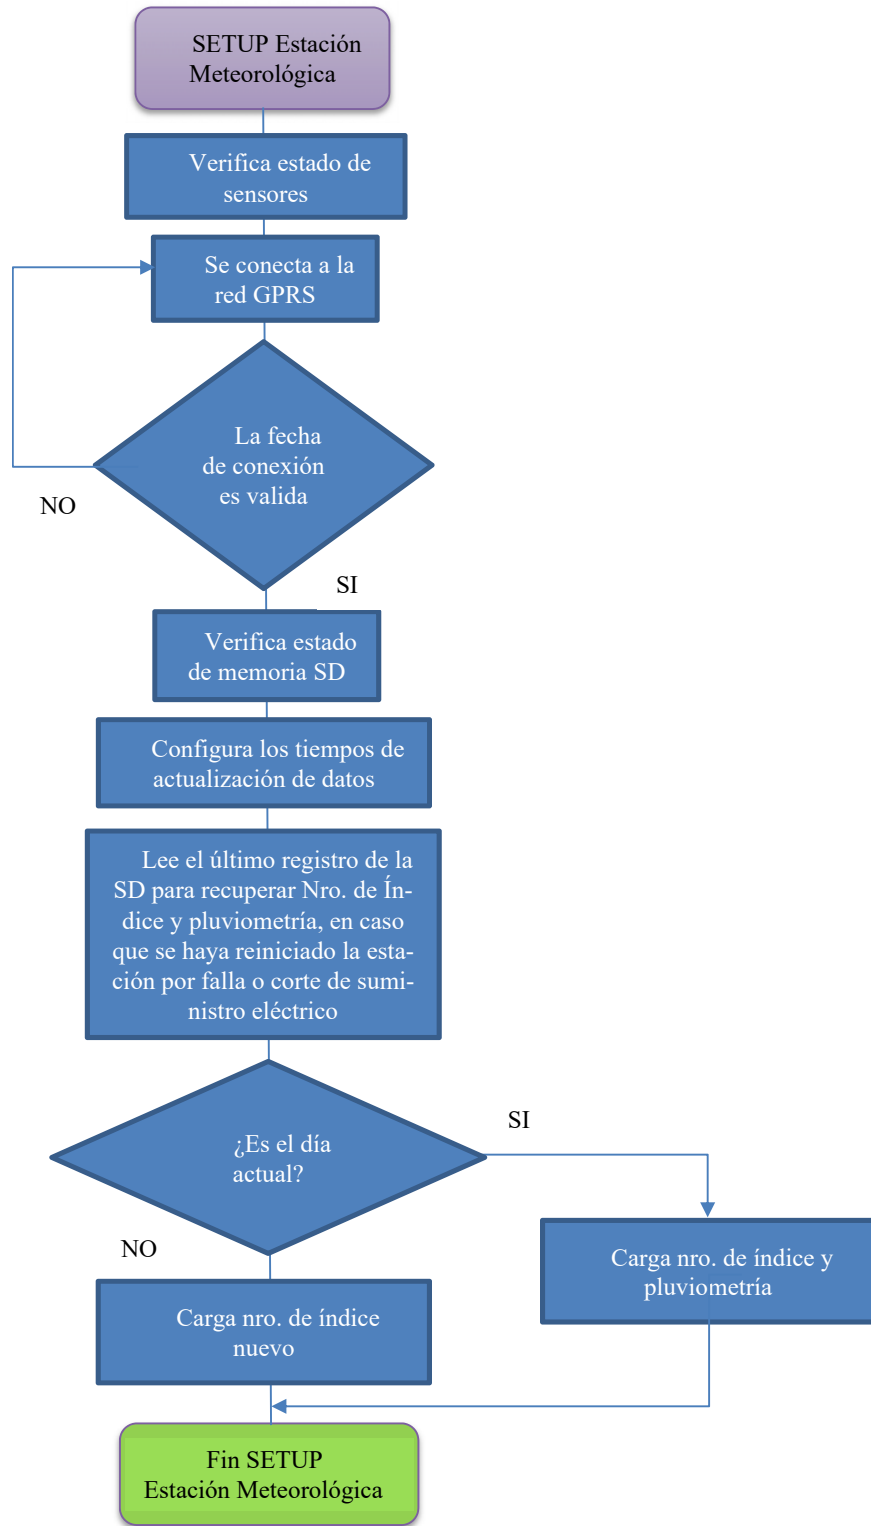 SETUP Estación
Meteorológica
Verifica estado de
sensores
Se conecta a la
red GPRS
La fecha
de conexión
es valida
NO
SI
Verifica estado
de memoria SD
Configura los tiempos de
actualización de datos
Lee el último registro de la
SD para recuperar Nro. de Ín-
dice y pluviometría, en caso
que se haya reiniciado la esta-
ción por falla o corte de sumi-
nistro eléctrico
¿Es el día
actual?
SI
NO
Carga nro. de índice y
pluviometría
Carga nro. de índice
nuevo
Fin SETUP
Estación Meteorológica